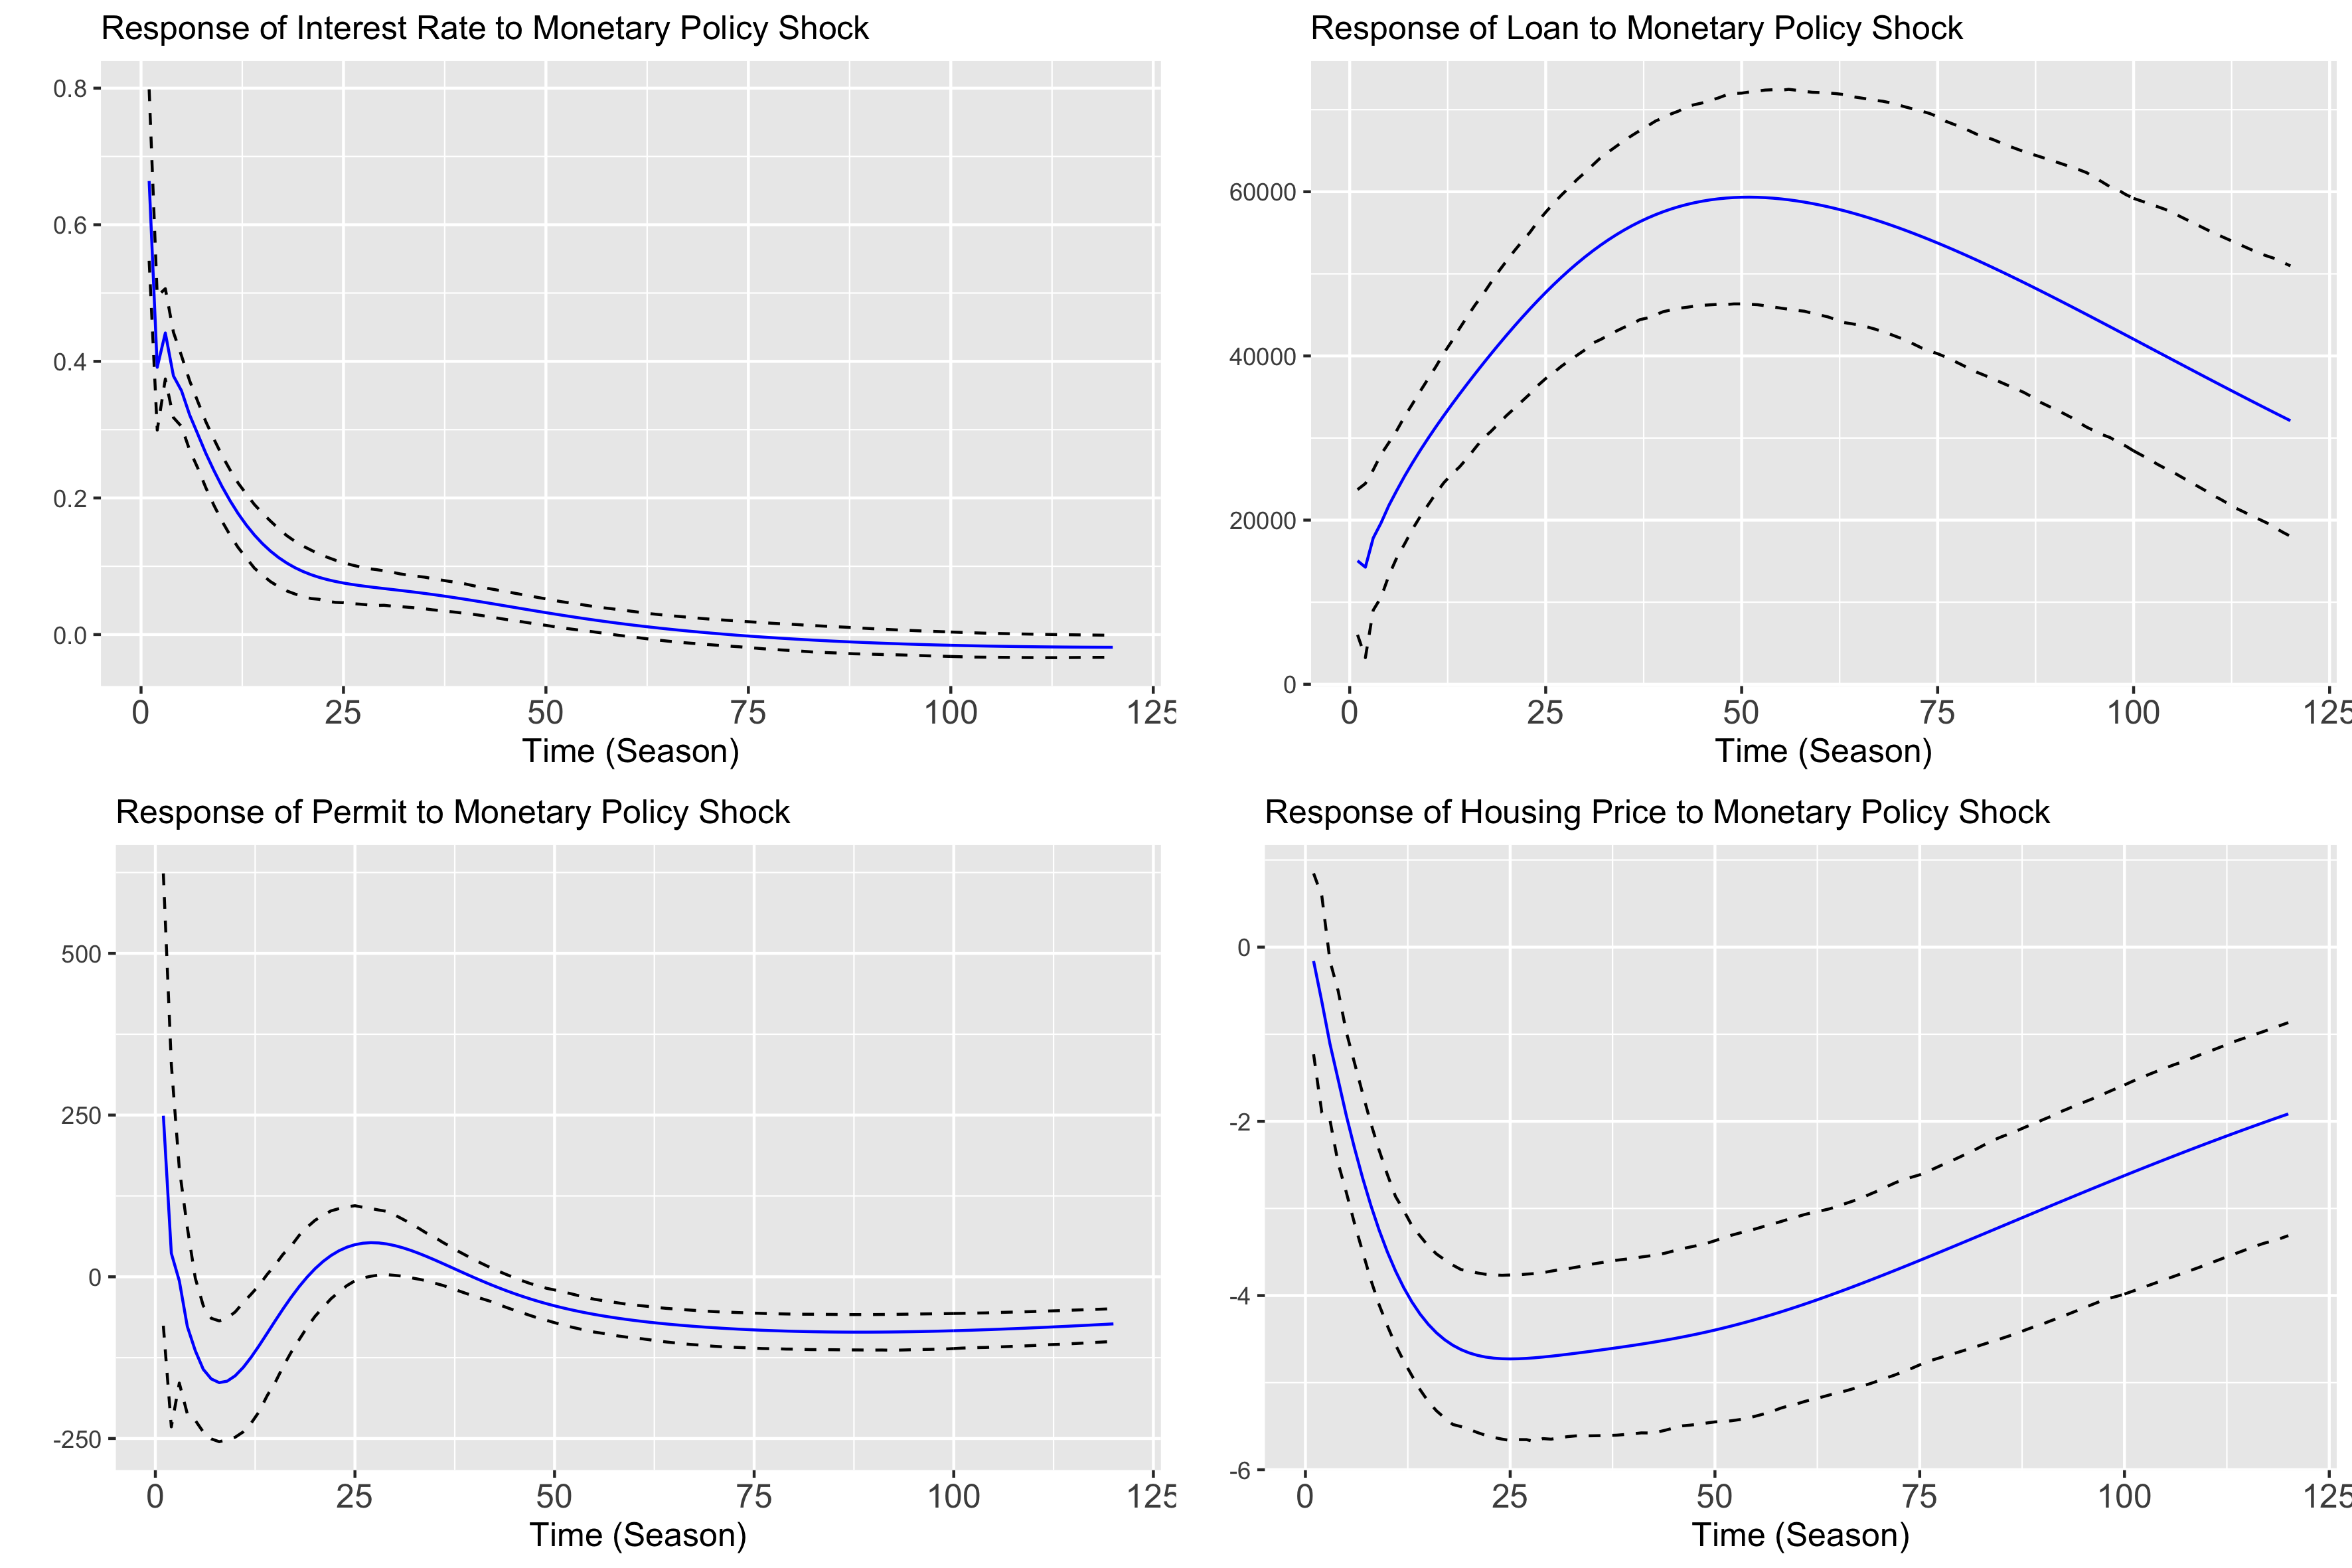 Response of Interest Rate to Monetary Policy Shock
0.8
0.6
0.4
0.2
0.0
0 25 50 75 100 125
Time (Season)
Response of Loan to Monetary Policy Shock
60000
40000
20000
0
0 25 50 75 100 125
Time (Season)
Response of Permit to Monetary Policy Shock
500
250
0
-250
0 25 50 75 100 125
Time (Season)
Response of Housing Price to Monetary Policy Shock
0
-2
-4
-6
0 25 50 75 100 125
Time (Season)